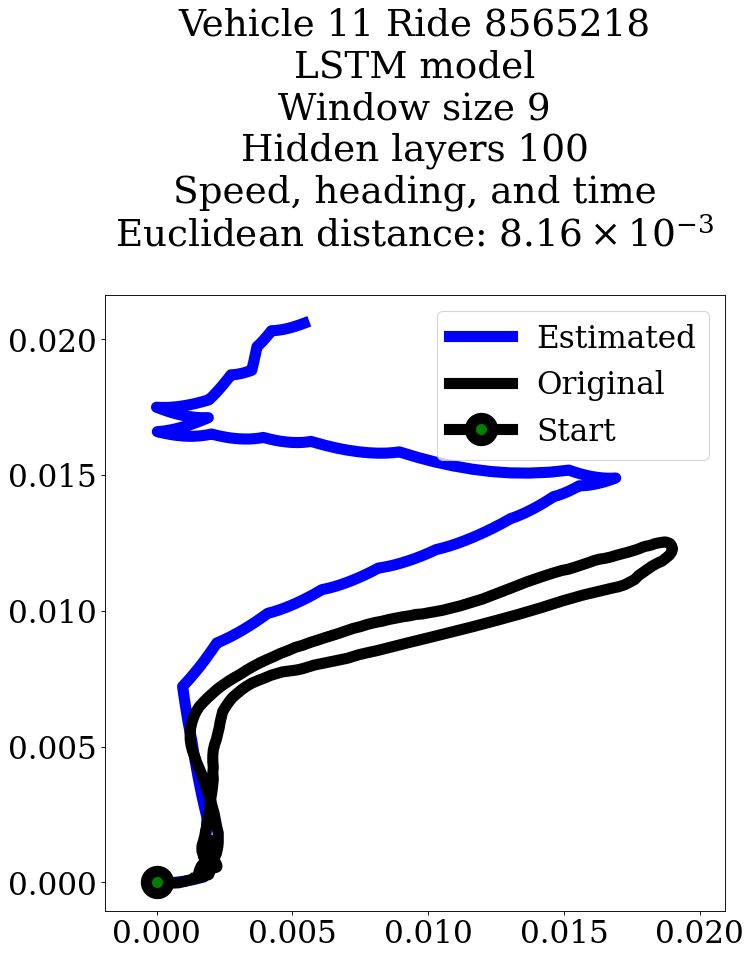 Vehicle 11 Ride 8565218
LSTM model
Window size 9
Hidden layers 100
Speed, heading, and time
Euclidean distance: 8.16 × 10⁻³
Estimated
Original
Start
0.020
0.015
0.010
0.005
0.000
0.000 0.005 0.010 0.015 0.020